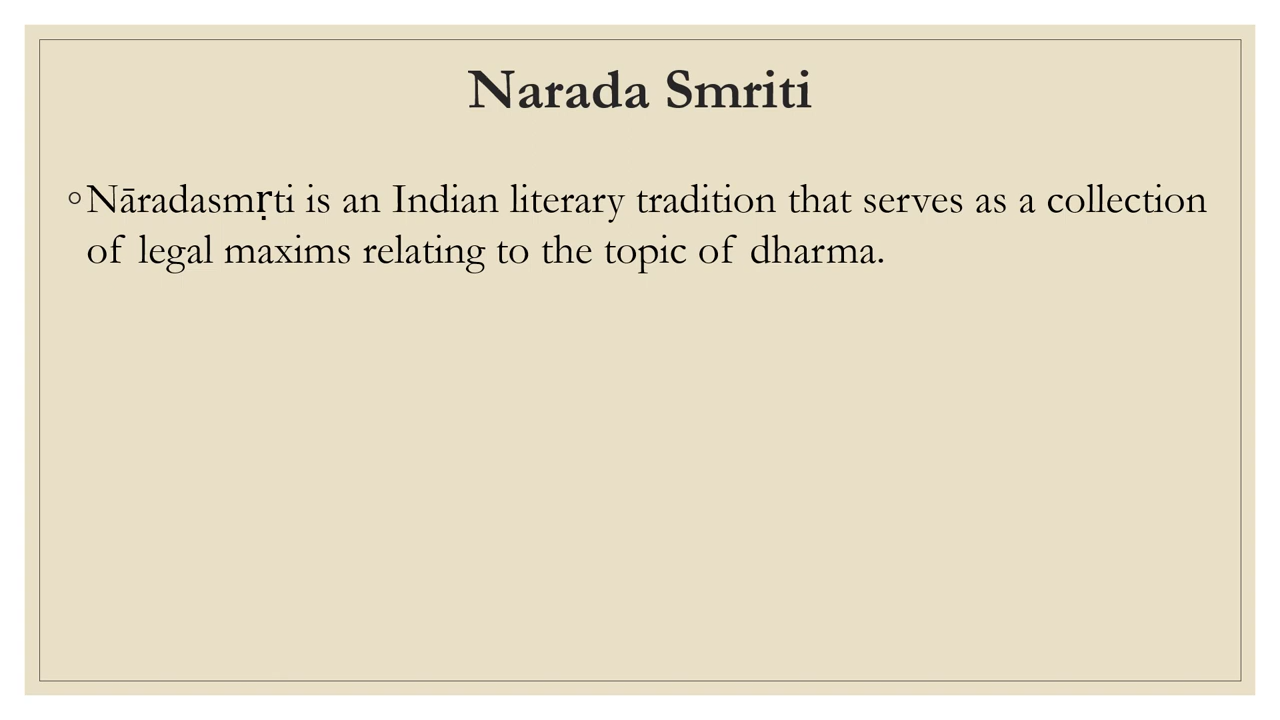 Narada Smriti
◦Nāradasmṛti is an Indian literary tradition that serves as a collection
of legal maxims relating to the topic of dharma.